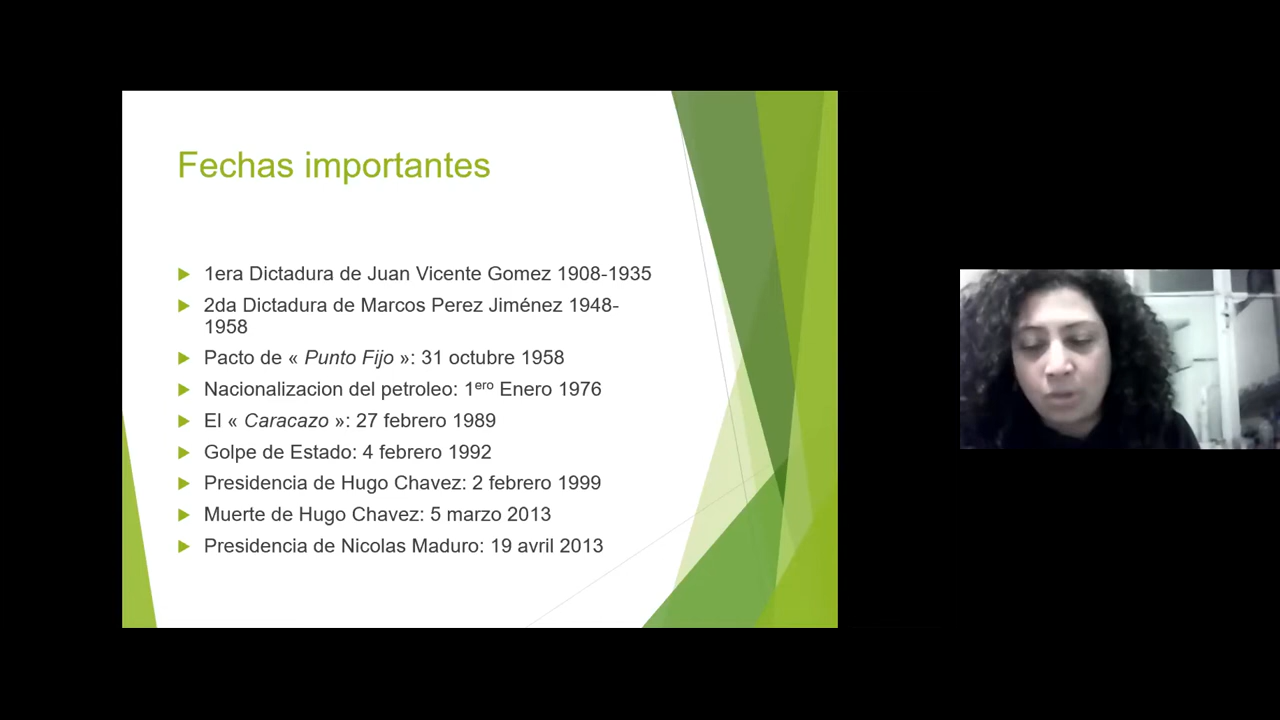 Fechas importantes
1era Dictadura de Juan Vicente Gomez 1908-1935
2da Dictadura de Marcos Perez Jiménez 1948-
1958
Pacto de « Punto Fijo »: 31 octubre 1958
Nacionalizacion del petroleo: 1ero Enero 1976
El « Caracazo »: 27 febrero 1989
Golpe de Estado: 4 febrero 1992
Presidencia de Hugo Chavez: 2 febrero 1999
Muerte de Hugo Chavez: 5 marzo 2013
Presidencia de Nicolas Maduro: 19 avril 2013